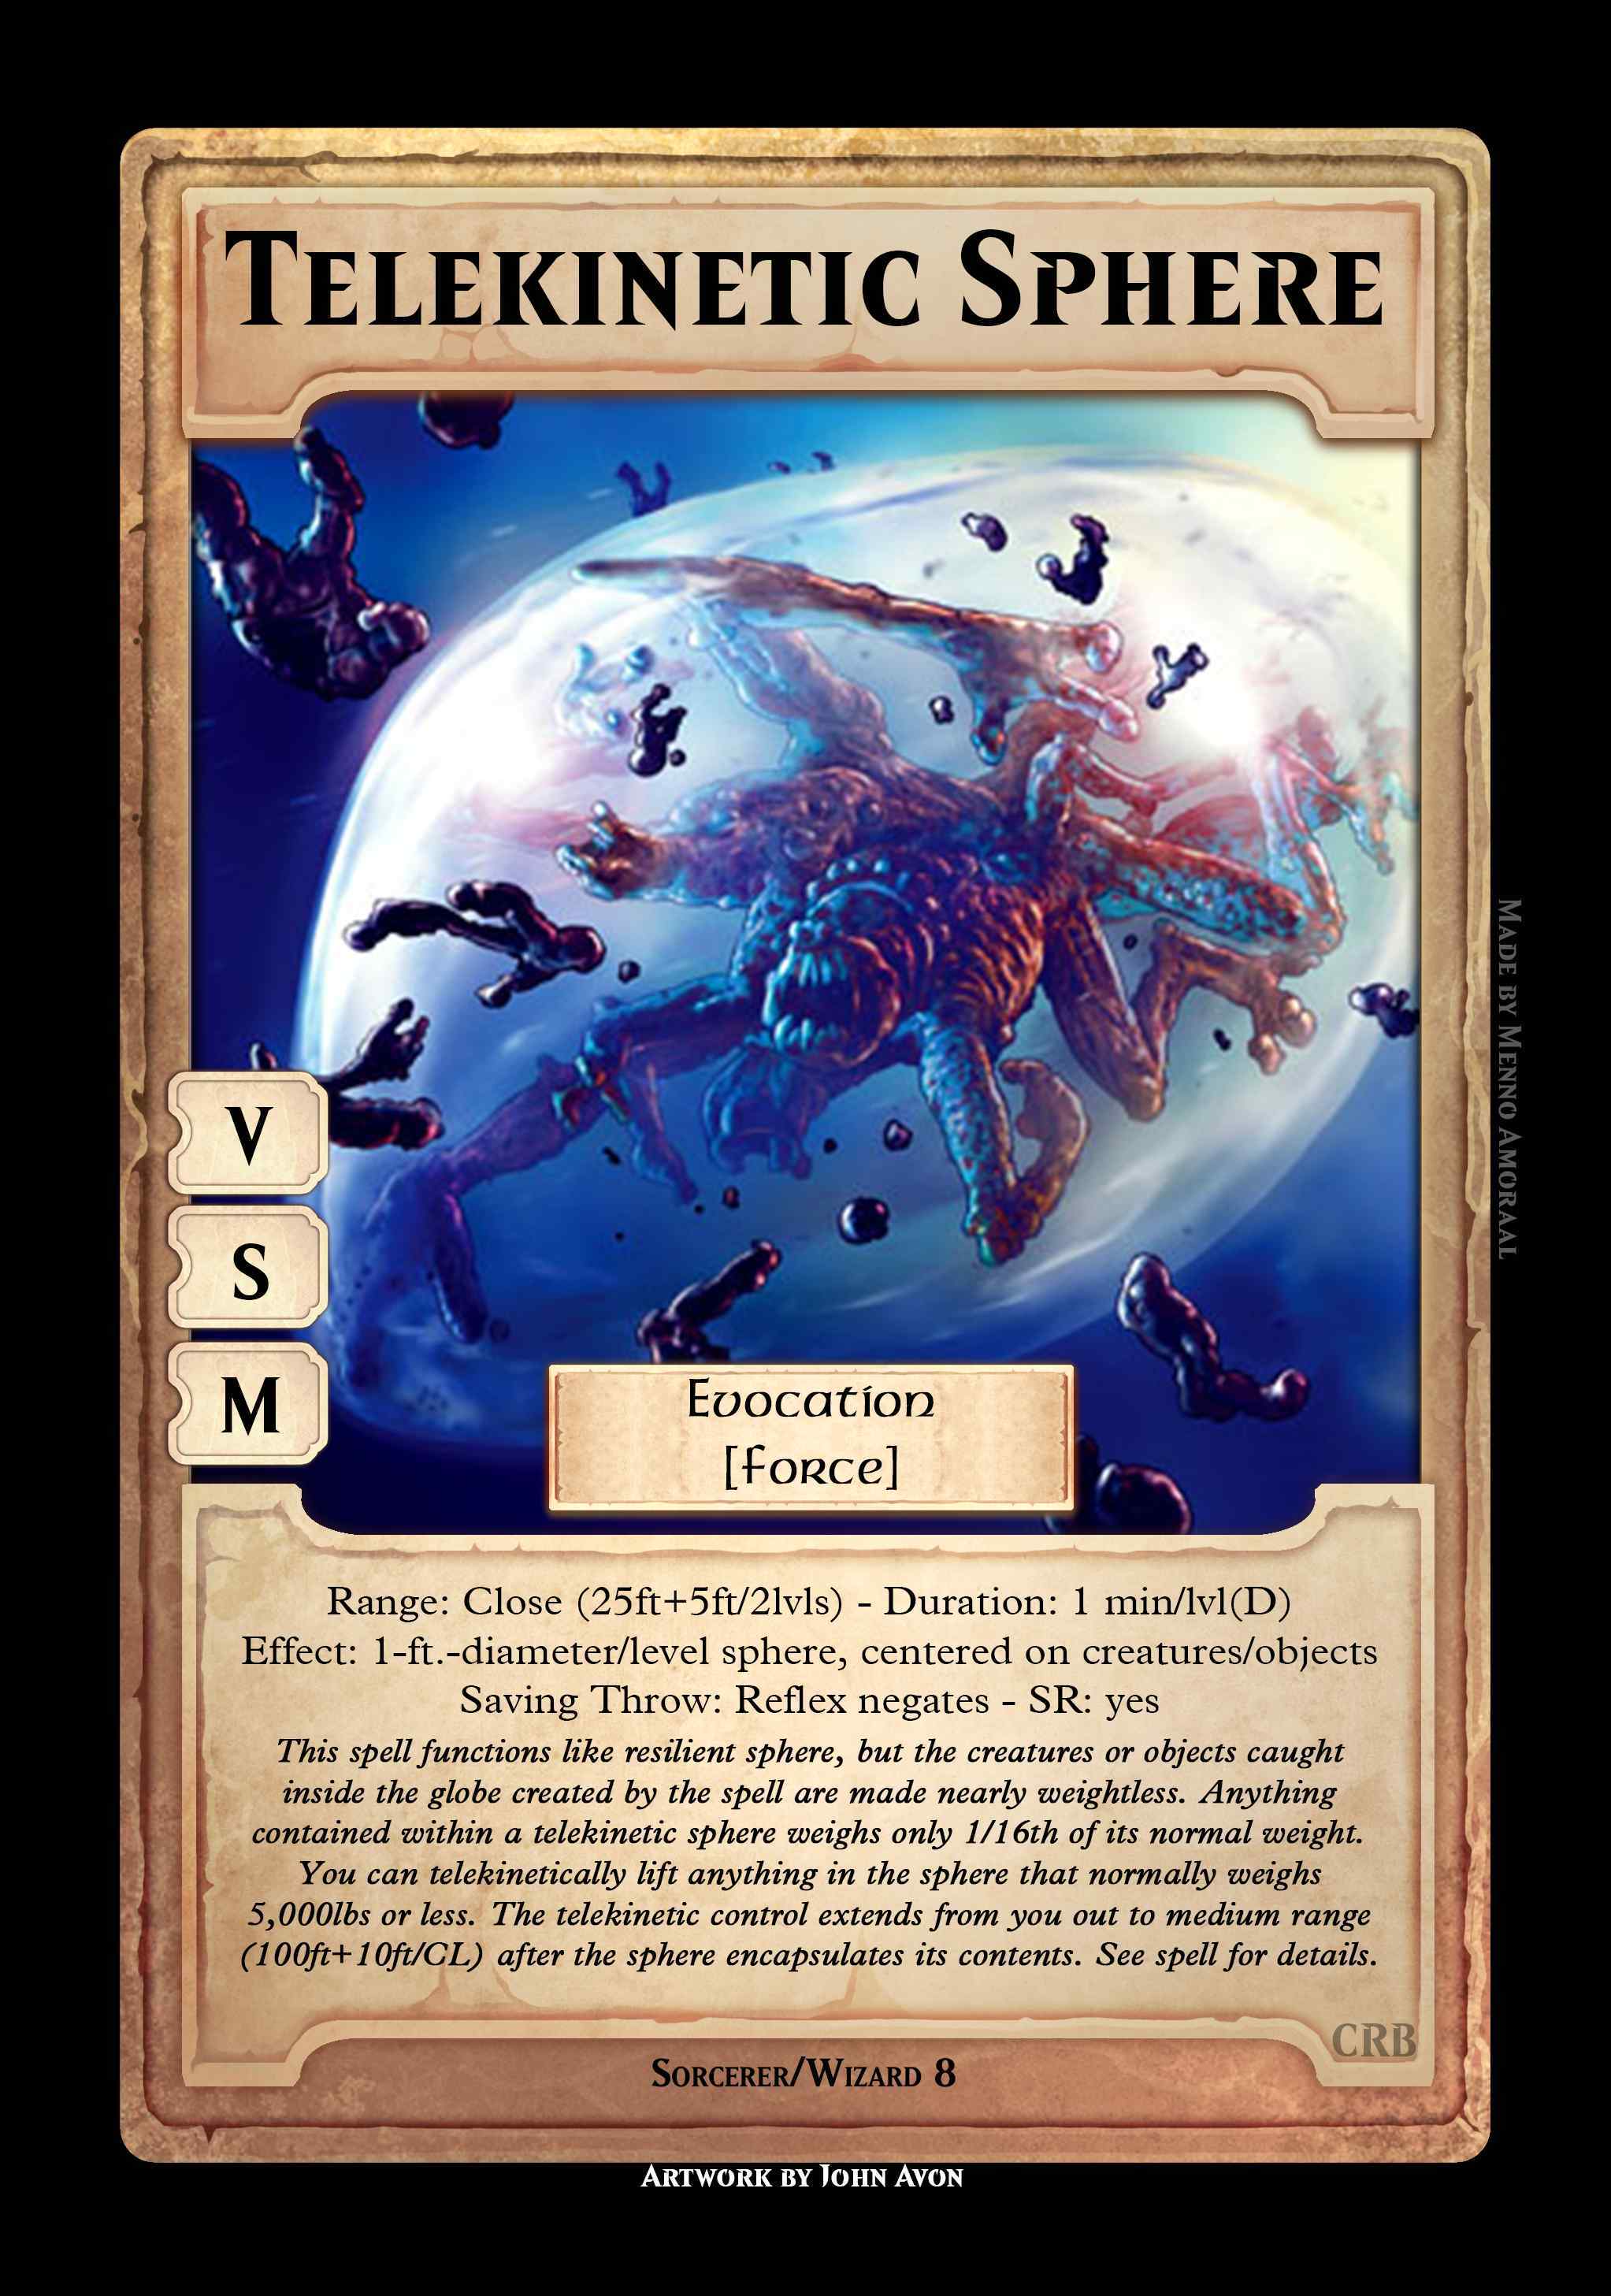 Telekinetic Sphere
V
S
M
Evocation
[Force]
Range: Close (25ft+5ft/2lvls) - Duration: 1 min/lvl(D)
Effect: 1-ft.-diameter/level sphere, centered on creatures/objects
Saving Throw: Reflex negates - SR: yes
This spell functions like resilient sphere, but the creatures or objects caught
inside the globe created by the spell are made nearly weightless. Anything
contained within a telekinetic sphere weighs only 1/16th of its normal weight.
You can telekinetically lift anything in the sphere that normally weighs
5,000lbs or less. The telekinetic control extends from you out to medium range
(100ft+10ft/CL) after the sphere encapsulates its contents. See spell for details.
CRB
Sorcerer/Wizard 8
Artwork by John Avon
Made by Menno Amoraal